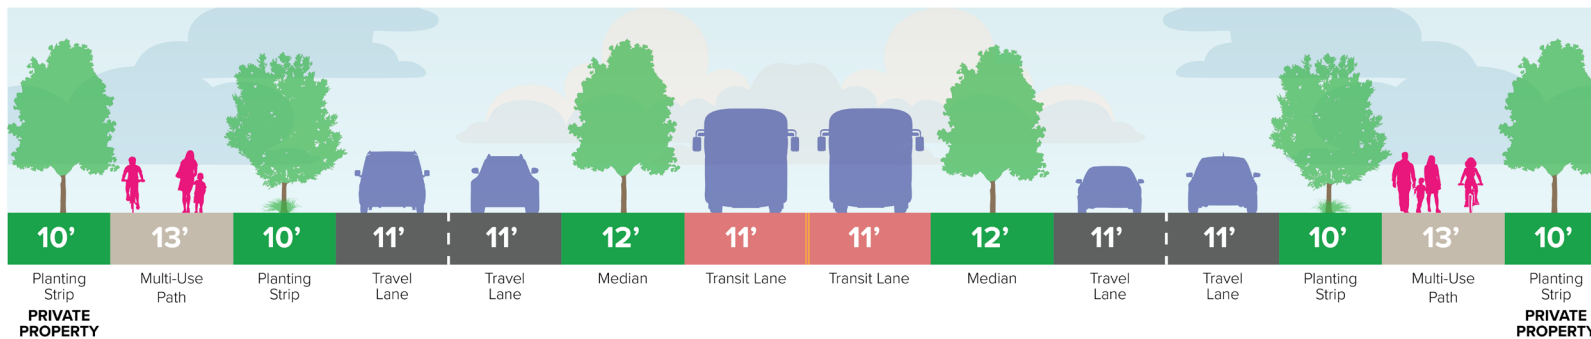 10’ 13’ 10’ 11’ 11’ 12’ 11’ 11’ 12’ 11’ 11’ 10’ 13’ 10’
Planting Multi-Use Planting Travel Travel Median Transit Lane Transit Lane Median Travel Travel Planting Multi-Use Planting
Strip Path Strip Lane Lane Lane Lane Strip Path Strip
PRIVATE PRIVATE
PROPERTY PROPERTY